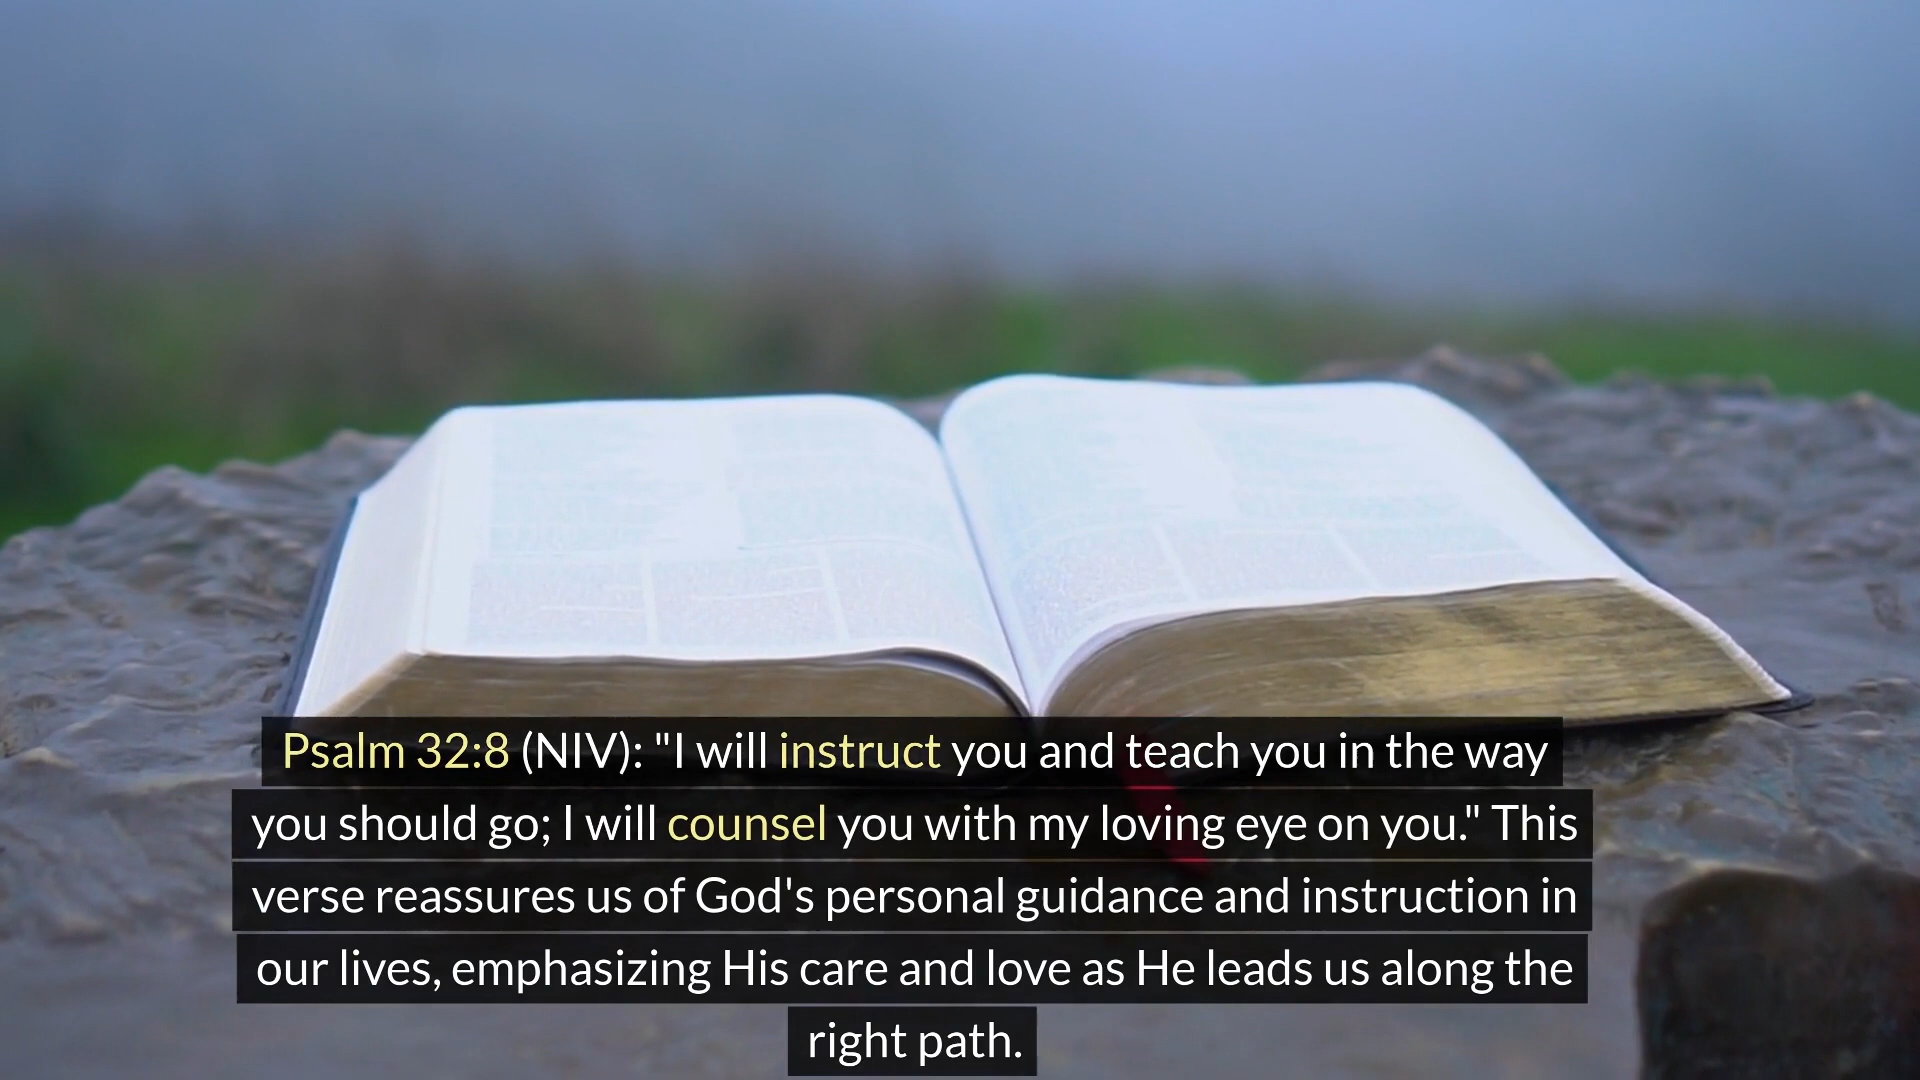 Psalm 32:8 (NIV): "I will instruct you and teach you in the way
you should go; I will counsel you with my loving eye on you." This
verse reassures us of God's personal guidance and instruction in
our lives, emphasizing His care and love as He leads us along the
right path.